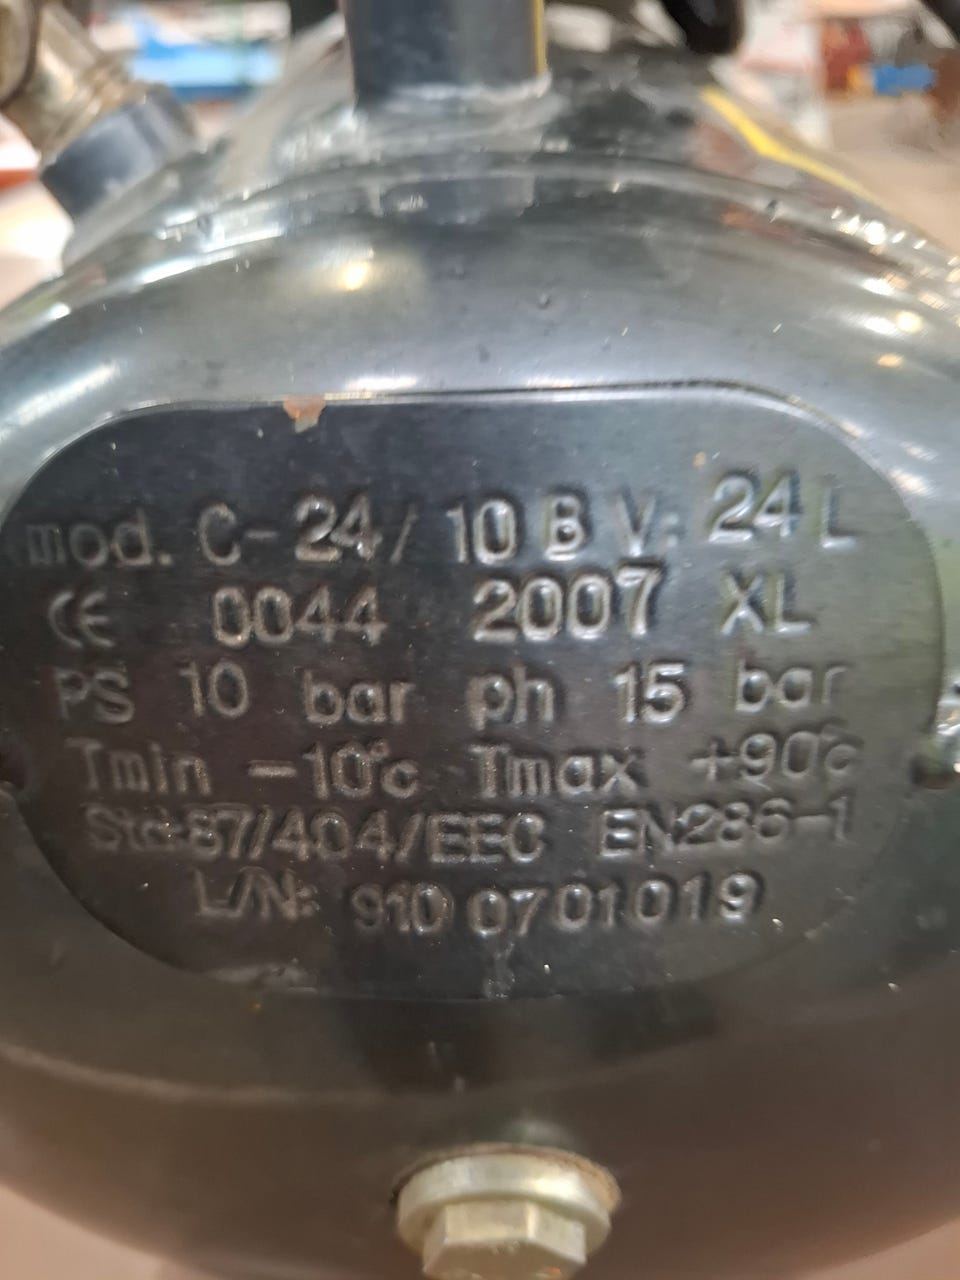 mod. C-24/10 B V: 24 L
CE 0044 2007 XL
PS 10 bar ph 15 bar
Tmin -10°c Tmax +90°c
Std:87/404/EEC EN286-1
L/N: 910 0701019